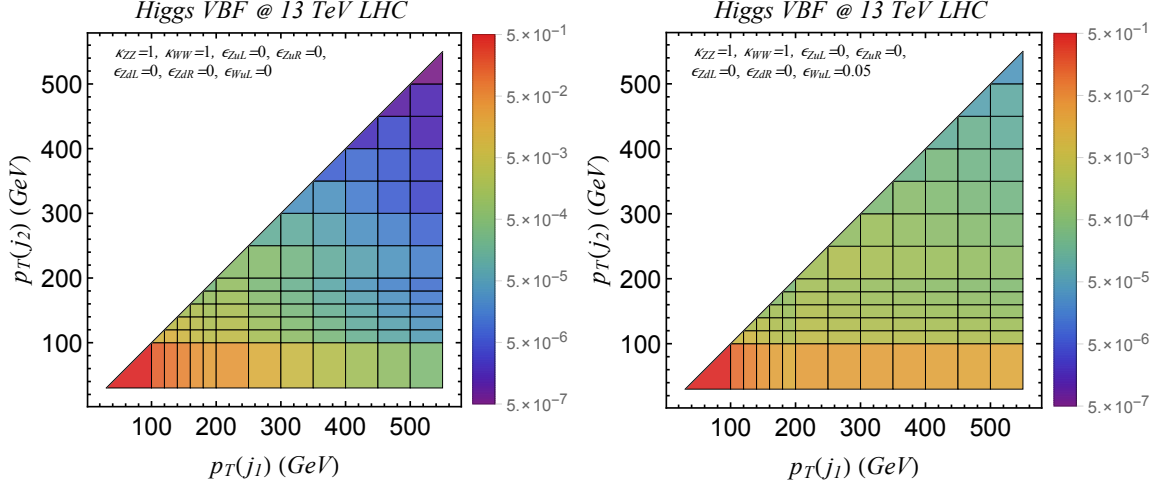 Higgs VBF @ 13 TeV LHC
κZZ=1, κWW=1, ϵZuL=0, ϵZuR=0,
ϵZdL=0, ϵZdR=0, ϵWuL=0
pT(j2) (GeV)
500
400
300
200
100
100 200 300 400 500
pT(j1) (GeV)
5.×10⁻¹
5.×10⁻²
5.×10⁻³
5.×10⁻⁴
5.×10⁻⁵
5.×10⁻⁶
5.×10⁻⁷
Higgs VBF @ 13 TeV LHC
κZZ=1, κWW=1, ϵZuL=0, ϵZuR=0,
ϵZdL=0, ϵZdR=0, ϵWuL=0.05
pT(j2) (GeV)
500
400
300
200
100
100 200 300 400 500
pT(j1) (GeV)
5.×10⁻¹
5.×10⁻²
5.×10⁻³
5.×10⁻⁴
5.×10⁻⁵
5.×10⁻⁶
5.×10⁻⁷